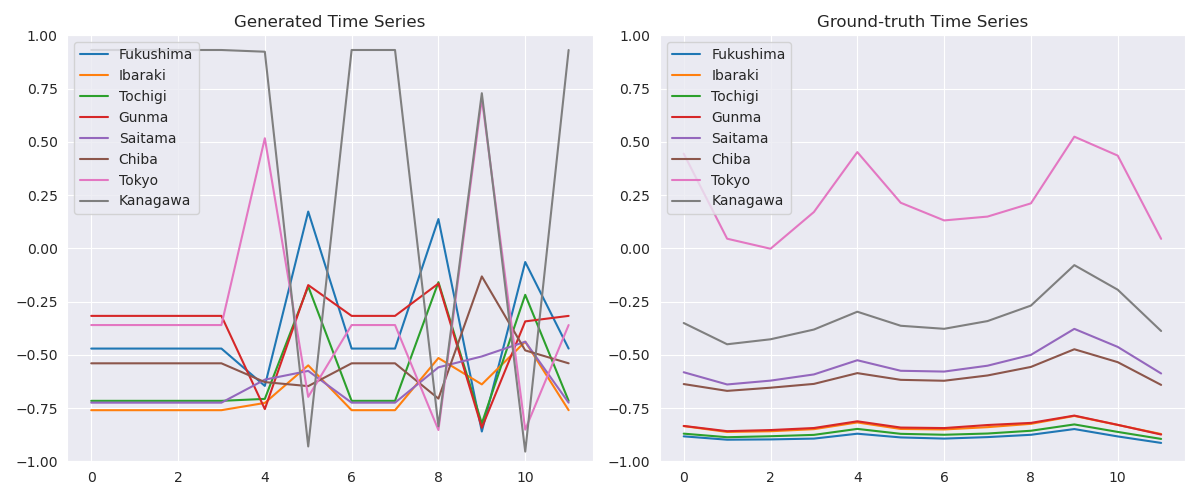 Generated Time Series
1.00
0.75
0.50
0.25
0.00
−0.25
−0.50
−0.75
−1.00
Fukushima
Ibaraki
Tochigi
Gunma
Saitama
Chiba
Tokyo
Kanagawa
0 2 4 6 8 10
Ground-truth Time Series
1.00
0.75
0.50
0.25
0.00
−0.25
−0.50
−0.75
−1.00
Fukushima
Ibaraki
Tochigi
Gunma
Saitama
Chiba
Tokyo
Kanagawa
0 2 4 6 8 10